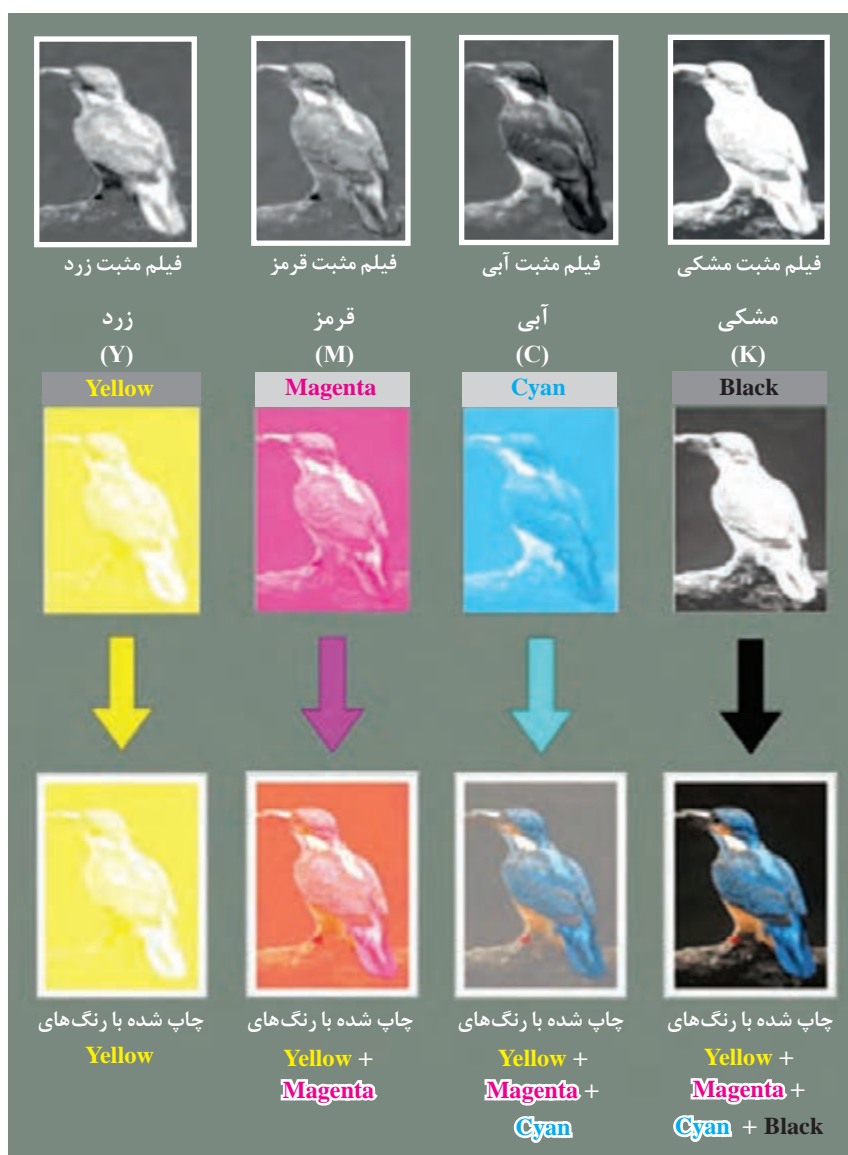 فیلم مثبت زرد
فیلم مثبت قرمز
فیلم مثبت آبی
فیلم مثبت مشکی
زرد
قرمز
آبی
مشکی
(Y)
(M)
(C)
(K)
Yellow
Magenta
Cyan
Black
چاپ شده با رنگ‌های
Yellow
چاپ شده با رنگ‌های
Yellow +
Magenta
چاپ شده با رنگ‌های
Yellow +
Magenta +
Cyan
چاپ شده با رنگ‌های
Yellow +
Magenta +
Cyan + Black